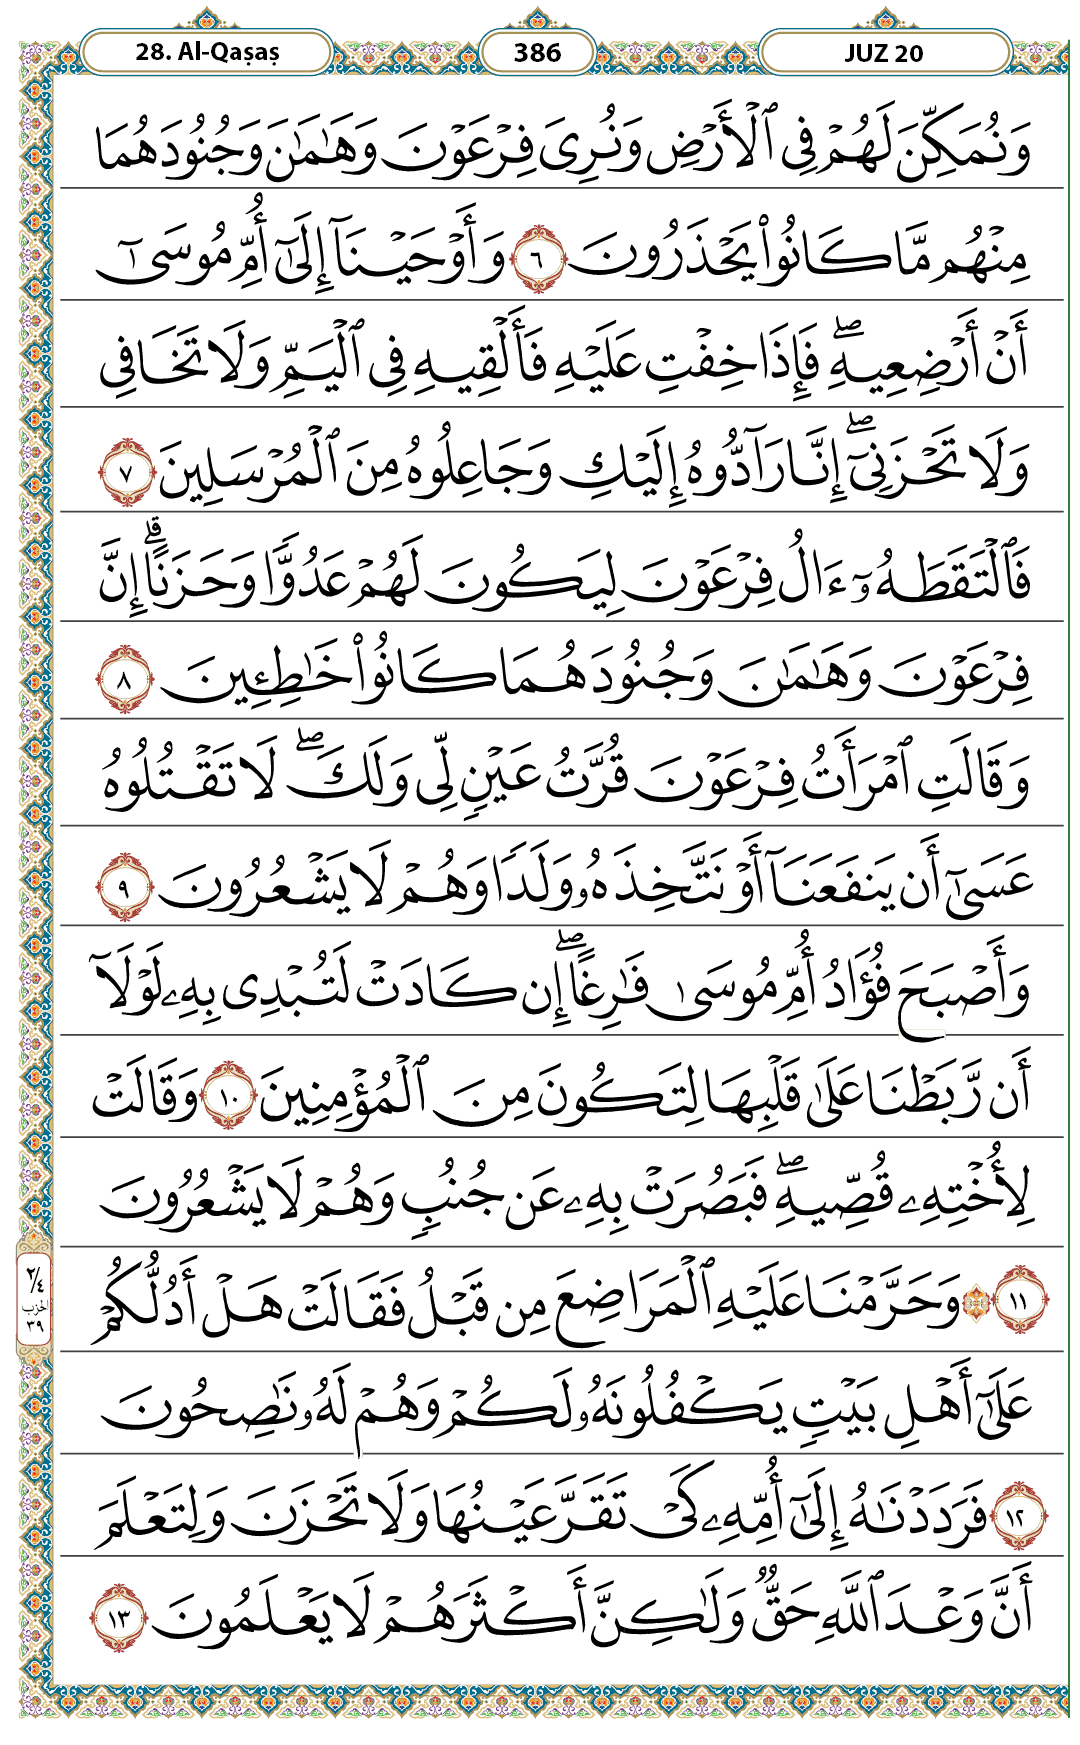 28. Al-Qaṣaṣ
386
JUZ 20
وَنُمَكِّنَ لَهُمْ فِي ٱلْأَرْضِ وَنُرِيَ فِرْعَوْنَ وَهَٰمَٰنَ وَجُنُودَهُمَا
مِنْهُم مَّا كَانُوا۟ يَحْذَرُونَ ٦ وَأَوْحَيْنَآ إِلَىٰٓ أُمِّ مُوسَىٰٓ
أَنْ أَرْضِعِيهِ ۖ فَإِذَا خِفْتِ عَلَيْهِ فَأَلْقِيهِ فِي ٱلْيَمِّ وَلَا تَخَافِي
وَلَا تَحْزَنِيٓ ۖ إِنَّا رَآدُّوهُ إِلَيْكِ وَجَاعِلُوهُ مِنَ ٱلْمُرْسَلِينَ ٧
فَٱلْتَقَطَهُۥٓ ءَالُ فِرْعَوْنَ لِيَكُونَ لَهُمْ عَدُوًّا وَحَزَنًا ۗ إِنَّ
فِرْعَوْنَ وَهَٰمَٰنَ وَجُنُودَهُمَا كَانُوا۟ خَٰطِـِٔينَ ٨
وَقَالَتِ ٱمْرَأَتُ فِرْعَوْنَ قُرَّتُ عَيْنٍ لِّي وَلَكَ ۖ لَا تَقْتُلُوهُ
عَسَىٰٓ أَن يَنفَعَنَآ أَوْ نَتَّخِذَهُۥ وَلَدًا وَهُمْ لَا يَشْعُرُونَ ٩
وَأَصْبَحَ فُؤَادُ أُمِّ مُوسَىٰ فَٰرِغًا ۖ إِن كَادَتْ لَتُبْدِي بِهِۦ لَوْلَآ
أَن رَّبَطْنَا عَلَىٰ قَلْبِهَا لِتَكُونَ مِنَ ٱلْمُؤْمِنِينَ ١٠ وَقَالَتْ
لِأُخْتِهِۦ قُصِّيهِ ۖ فَبَصُرَتْ بِهِۦ عَن جُنُبٍ وَهُمْ لَا يَشْعُرُونَ
١١ ۞ وَحَرَّمْنَا عَلَيْهِ ٱلْمَرَاضِعَ مِن قَبْلُ فَقَالَتْ هَلْ أَدُلُّكُمْ
عَلَىٰٓ أَهْلِ بَيْتٍ يَكْفُلُونَهُۥ لَكُمْ وَهُمْ لَهُۥ نَٰصِحُونَ
١٢ فَرَدَدْنَٰهُ إِلَىٰٓ أُمِّهِۦ كَيْ تَقَرَّ عَيْنُهَا وَلَا تَحْزَنَ وَلِتَعْلَمَ
أَنَّ وَعْدَ ٱللَّهِ حَقٌّ وَلَٰكِنَّ أَكْثَرَهُمْ لَا يَعْلَمُونَ ١٣
٢/٤
الحزب
٣٩